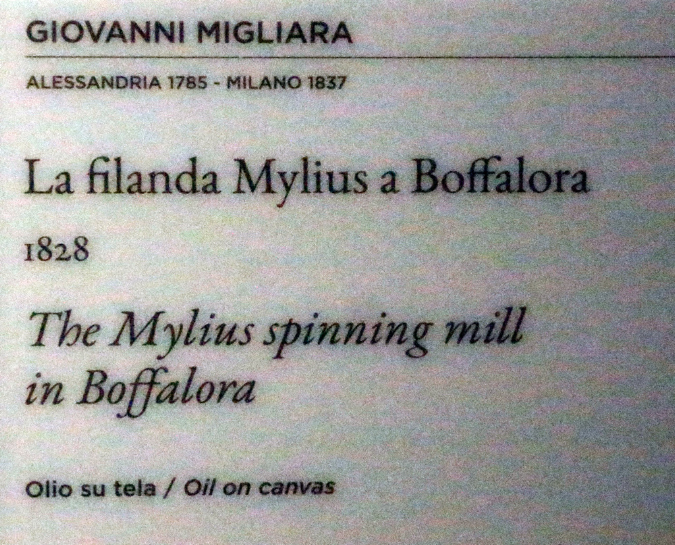 GIOVANNI MIGLIARA
ALESSANDRIA 1785 - MILANO 1837
La filanda Mylius a Boffalora
1828
The Mylius spinning mill
in Boffalora
Olio su tela / Oil on canvas